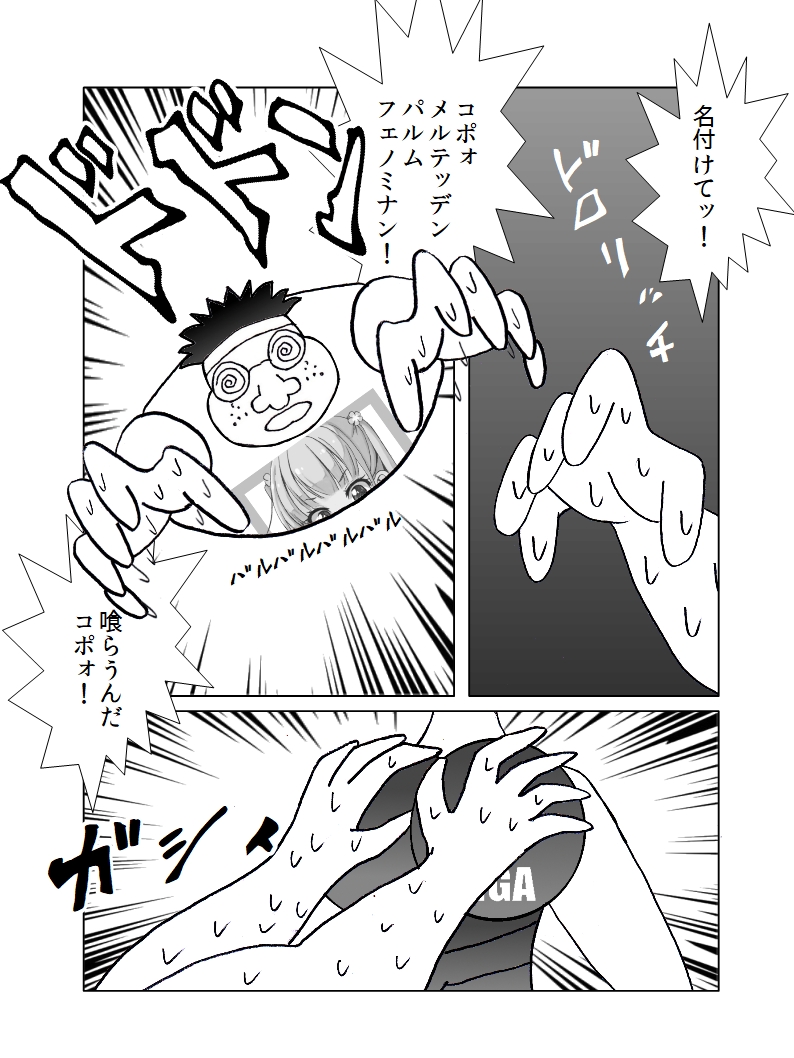 名付けてッ！
ドロリッチ
コポォ
メルテッデン
パルム
フェノミナン！
ドドン
バルバルバルバル
喰らうんだ
コポォ！
ガシィ
GA